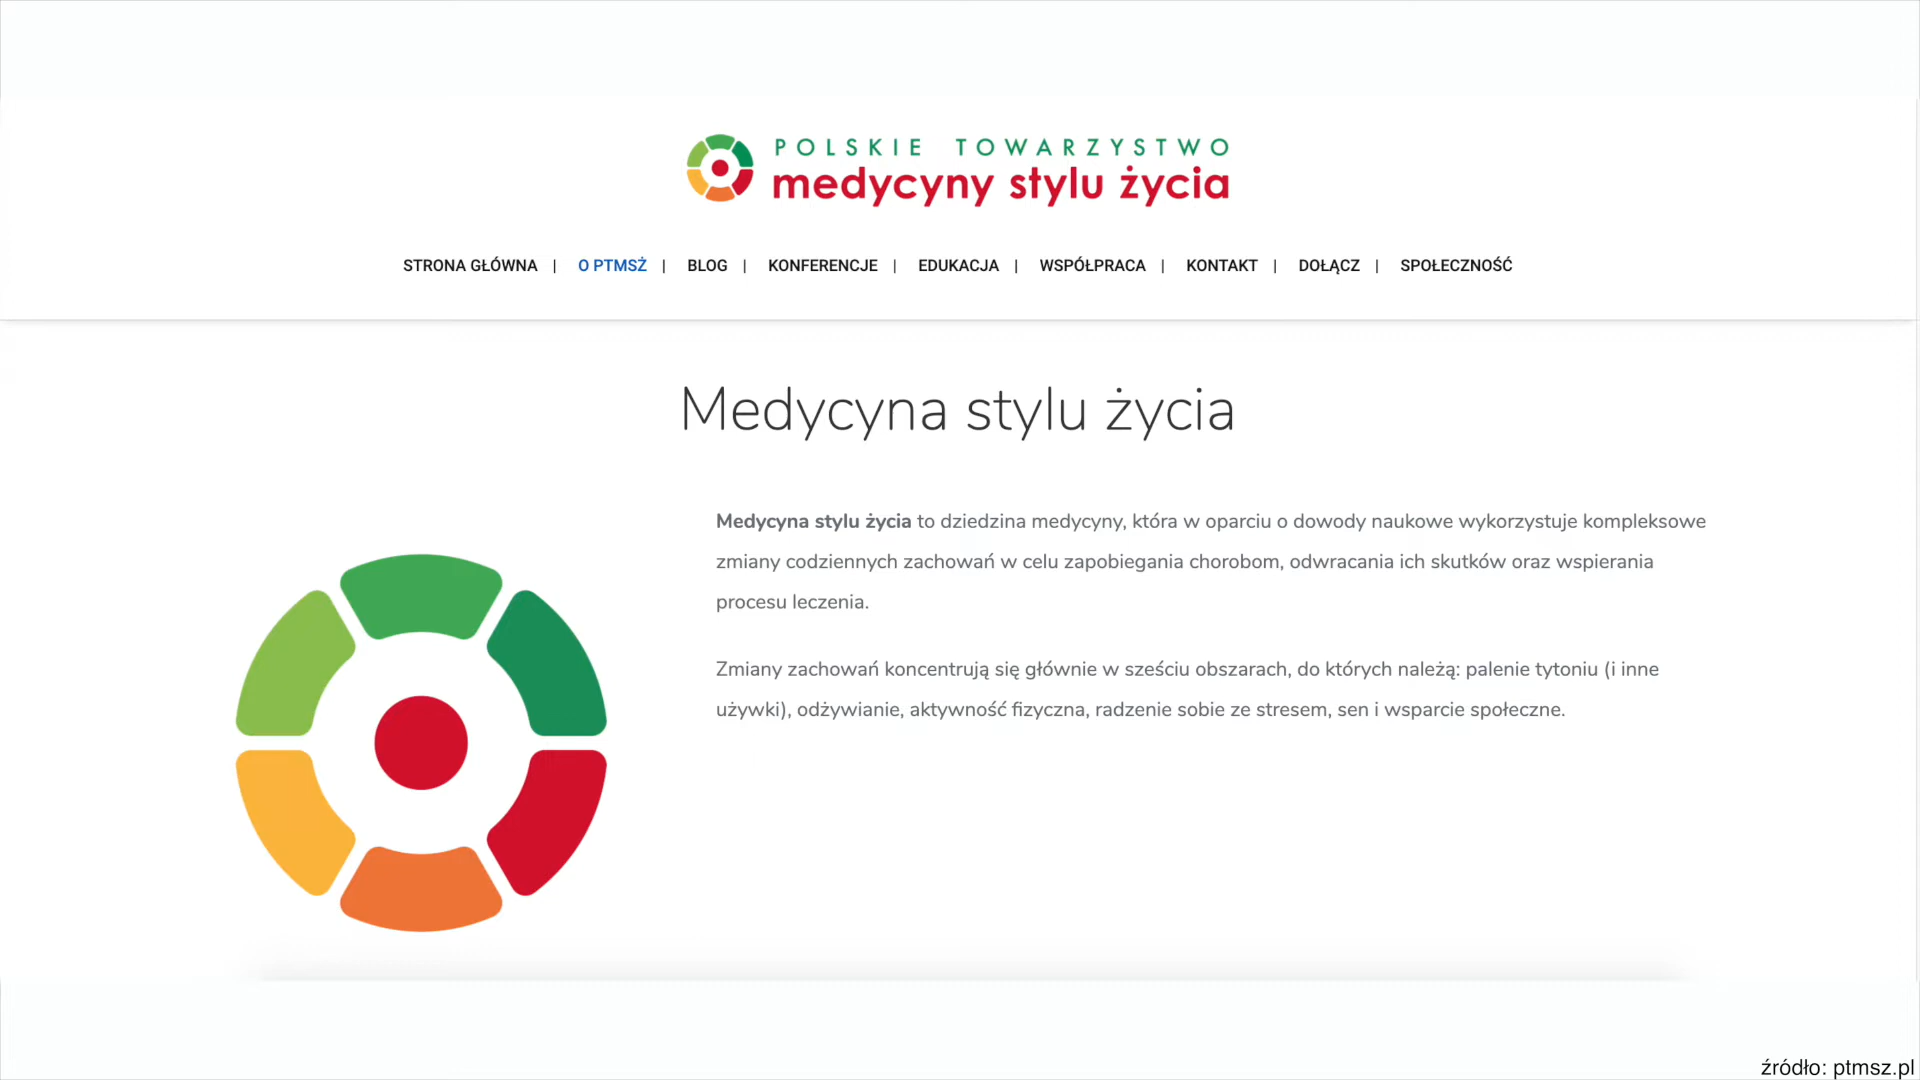 POLSKIE TOWARZYSTWO
medycyny stylu życia
STRONA GŁÓWNA | O PTMSŻ | BLOG | KONFERENCJE | EDUKACJA | WSPÓŁPRACA | KONTAKT | DOŁĄCZ | SPOŁECZNOŚĆ
Medycyna stylu życia
Medycyna stylu życia to dziedzina medycyny, która w oparciu o dowody naukowe wykorzystuje kompleksowe
zmiany codziennych zachowań w celu zapobiegania chorobom, odwracania ich skutków oraz wspierania
procesu leczenia.
Zmiany zachowań koncentrują się głównie w sześciu obszarach, do których należą: palenie tytoniu (i inne
używki), odżywianie, aktywność fizyczna, radzenie sobie ze stresem, sen i wsparcie społeczne.
źródło: ptmsz.pl